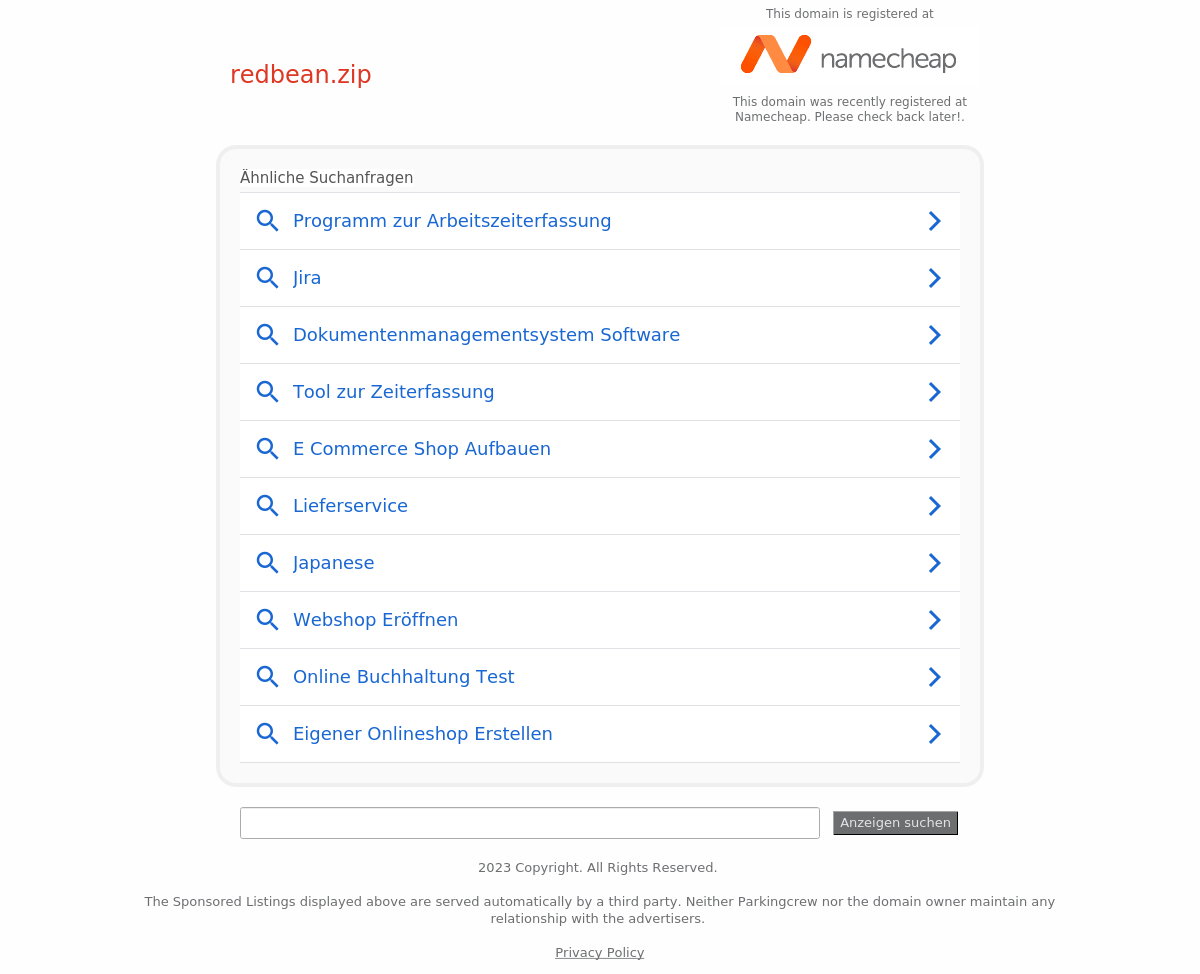 This domain is registered at
namecheap
redbean.zip
This domain was recently registered at
Namecheap. Please check back later!.
Ähnliche Suchanfragen
Programm zur Arbeitszeiterfassung
Jira
Dokumentenmanagementsystem Software
Tool zur Zeiterfassung
E Commerce Shop Aufbauen
Lieferservice
Japanese
Webshop Eröffnen
Online Buchhaltung Test
Eigener Onlineshop Erstellen
Anzeigen suchen
2023 Copyright. All Rights Reserved.
The Sponsored Listings displayed above are served automatically by a third party. Neither Parkingcrew nor the domain owner maintain any
relationship with the advertisers.
Privacy Policy